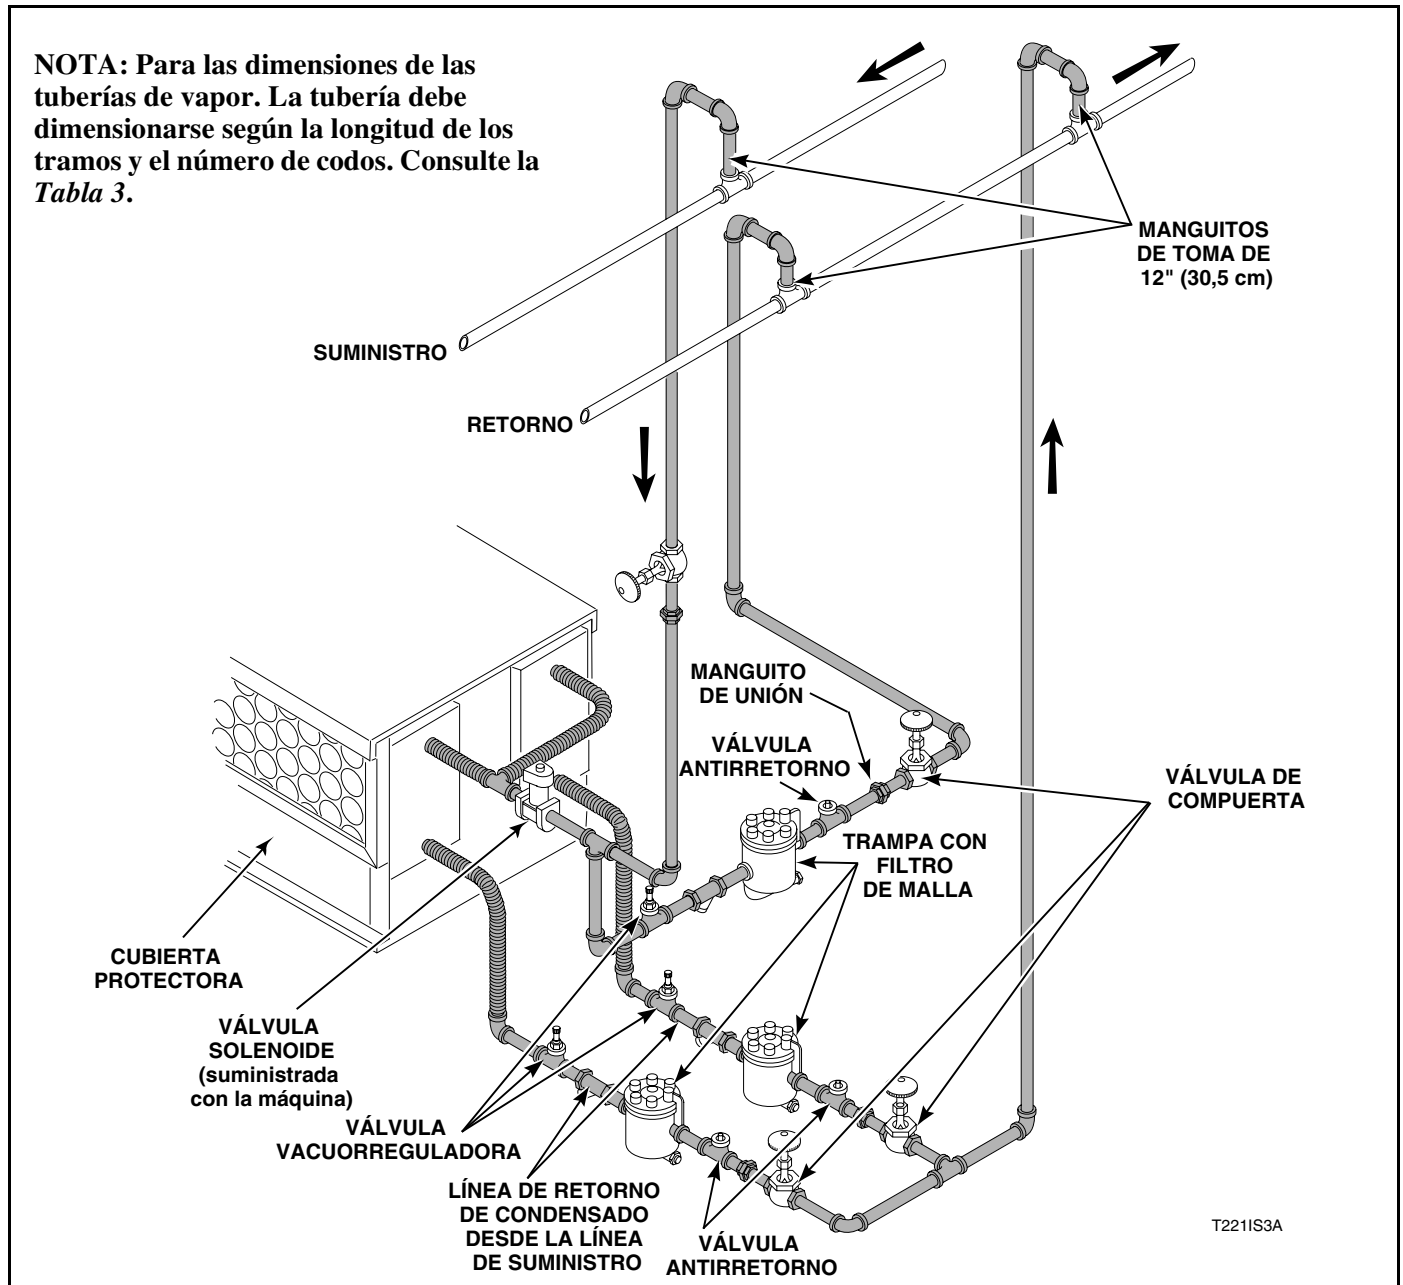 NOTA: Para las dimensiones de las
tuberías de vapor. La tubería debe
dimensionarse según la longitud de los
tramos y el número de codos. Consulte la
Tabla 3.
MANGUITOS
DE TOMA DE
12" (30,5 cm)
SUMINISTRO
RETORNO
MANGUITO
DE UNIÓN
VÁLVULA
ANTIRRETORNO
VÁLVULA DE
COMPUERTA
TRAMPA CON
FILTRO
DE MALLA
CUBIERTA
PROTECTORA
VÁLVULA
SOLENOIDE
(suministrada
con la máquina)
VÁLVULA
VACUORREGULADORA
LÍNEA DE RETORNO
DE CONDENSADO
DESDE LA LÍNEA
DE SUMINISTRO
VÁLVULA
ANTIRRETORNO
T221IS3A